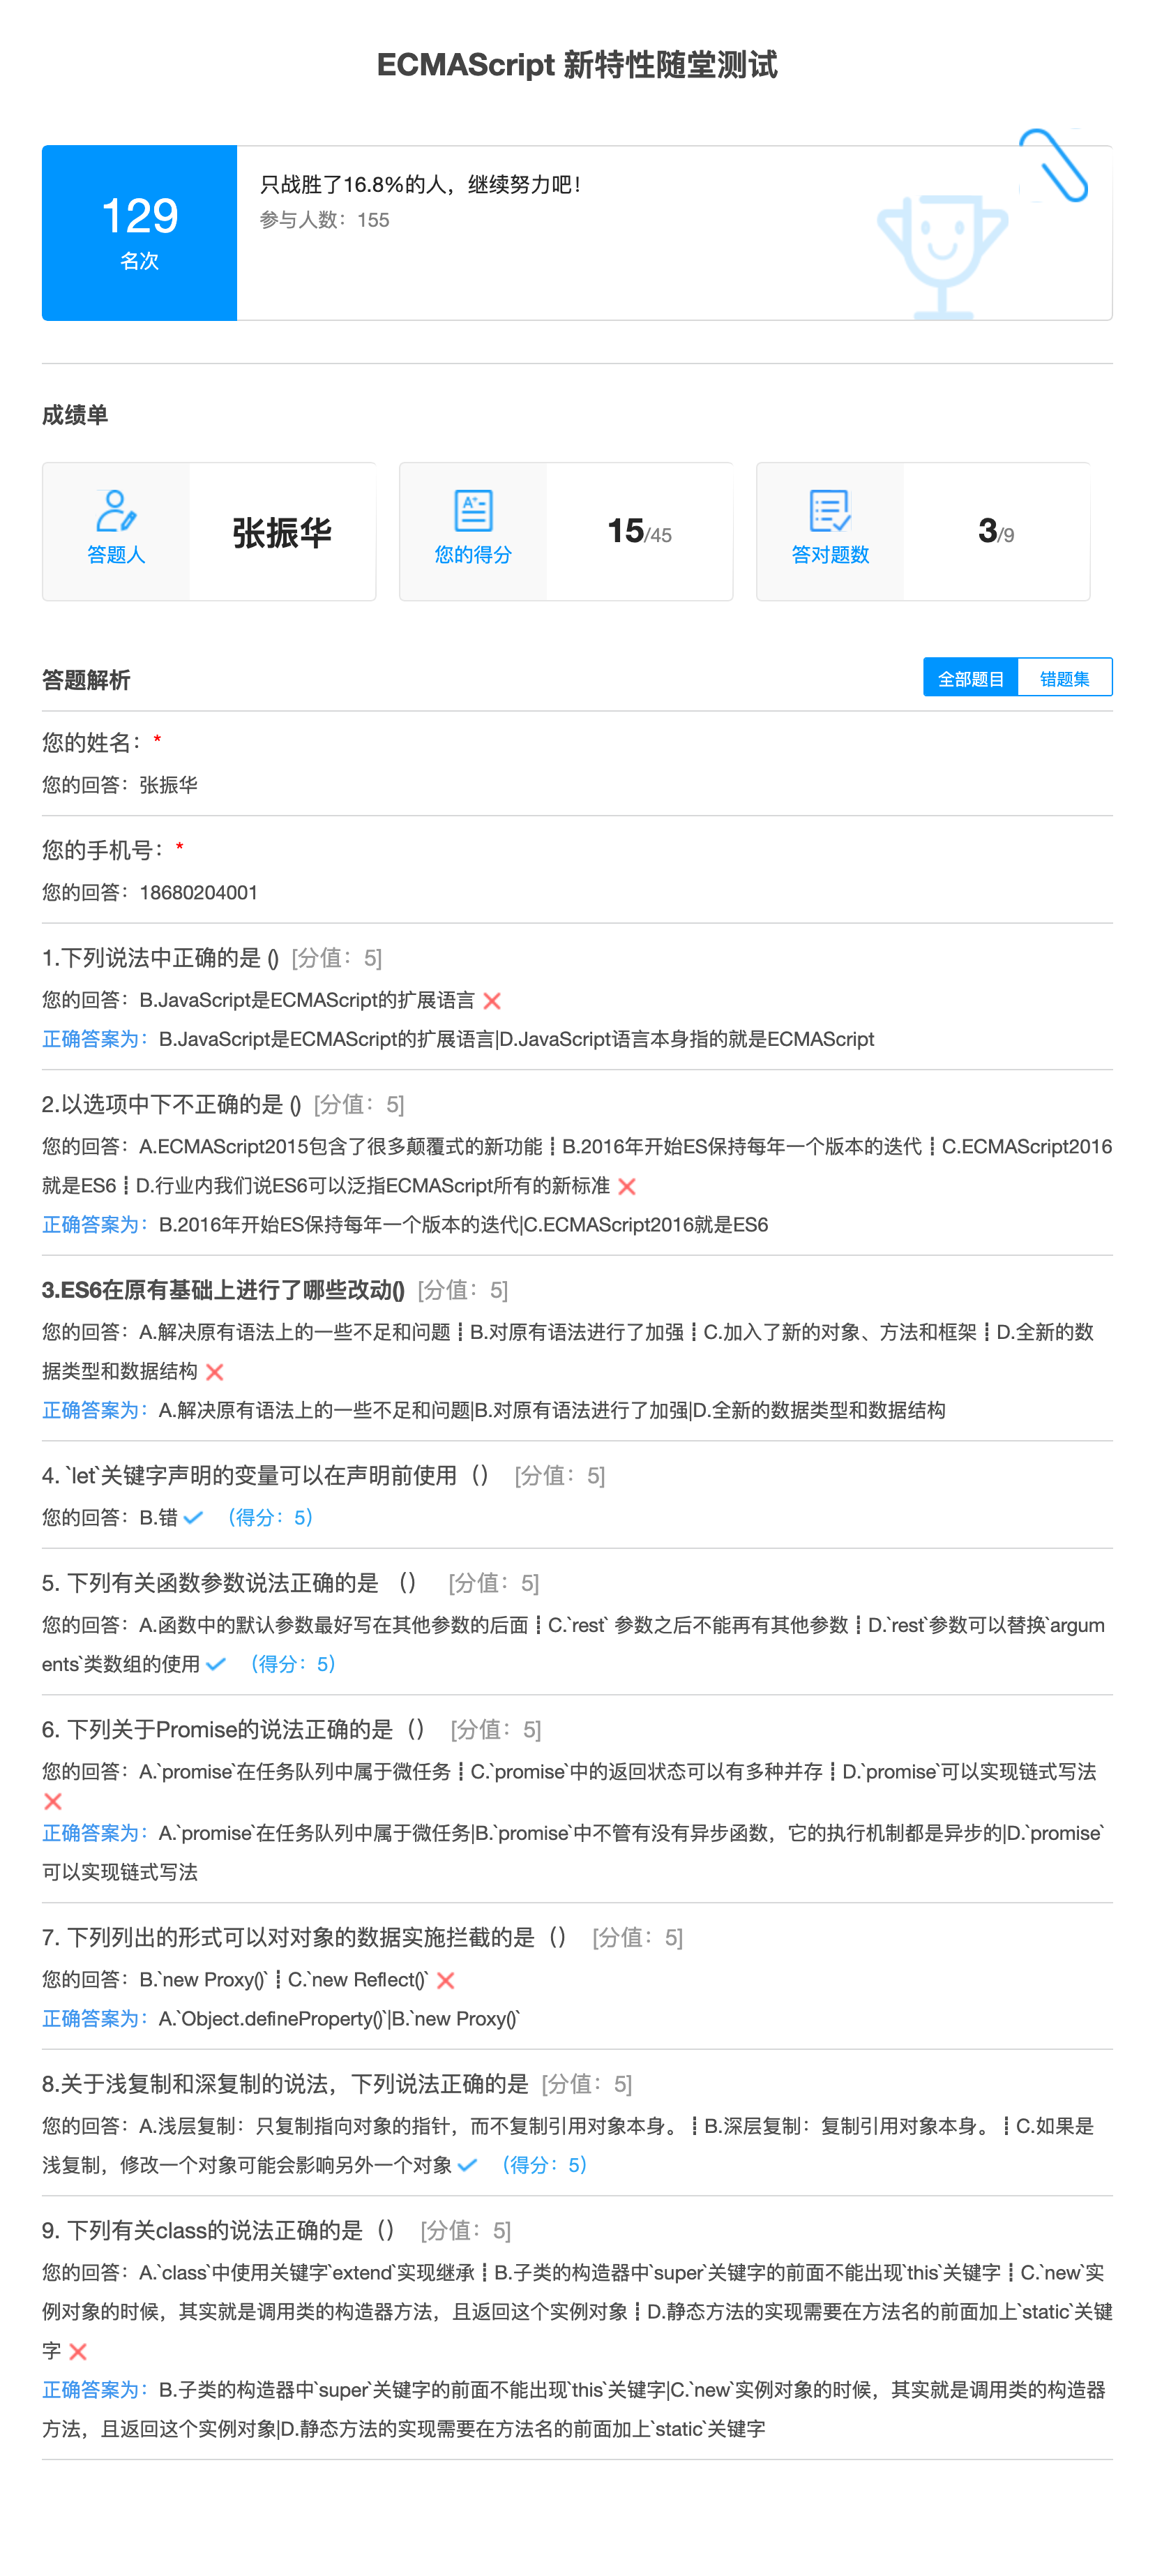 ECMAScript 新特性随堂测试
129
名次
只战胜了16.8%的人，继续努力吧！
参与人数：155
成绩单
答题人
张振华
您的得分
15/45
答对题数
3/9
答题解析
全部题目
错题集
您的姓名：*
您的回答：张振华
您的手机号：*
您的回答：18680204001
1.下列说法中正确的是 () [分值：5]
您的回答：B.JavaScript是ECMAScript的扩展语言
正确答案为：B.JavaScript是ECMAScript的扩展语言|D.JavaScript语言本身指的就是ECMAScript
2.以选项中下不正确的是 () [分值：5]
您的回答：A.ECMAScript2015包含了很多颠覆式的新功能┋B.2016年开始ES保持每年一个版本的迭代┋C.ECMAScript2016
就是ES6┋D.行业内我们说ES6可以泛指ECMAScript所有的新标准
正确答案为：B.2016年开始ES保持每年一个版本的迭代|C.ECMAScript2016就是ES6
3.ES6在原有基础上进行了哪些改动() [分值：5]
您的回答：A.解决原有语法上的一些不足和问题┋B.对原有语法进行了加强┋C.加入了新的对象、方法和框架┋D.全新的数
据类型和数据结构
正确答案为：A.解决原有语法上的一些不足和问题|B.对原有语法进行了加强|D.全新的数据类型和数据结构
4. `let`关键字声明的变量可以在声明前使用（） [分值：5]
您的回答：B.错 （得分：5）
5. 下列有关函数参数说法正确的是 （） [分值：5]
您的回答：A.函数中的默认参数最好写在其他参数的后面┋C.`rest` 参数之后不能再有其他参数┋D.`rest`参数可以替换`argum
ents`类数组的使用 （得分：5）
6. 下列关于Promise的说法正确的是（） [分值：5]
您的回答：A.`promise`在任务队列中属于微任务┋C.`promise`中的返回状态可以有多种并存┋D.`promise`可以实现链式写法
正确答案为：A.`promise`在任务队列中属于微任务|B.`promise`中不管有没有异步函数，它的执行机制都是异步的|D.`promise`
可以实现链式写法
7. 下列列出的形式可以对对象的数据实施拦截的是（） [分值：5]
您的回答：B.`new Proxy()`┋C.`new Reflect()`
正确答案为：A.`Object.defineProperty()`|B.`new Proxy()`
8.关于浅复制和深复制的说法，下列说法正确的是 [分值：5]
您的回答：A.浅层复制：只复制指向对象的指针，而不复制引用对象本身。┋B.深层复制：复制引用对象本身。┋C.如果是
浅复制，修改一个对象可能会影响另外一个对象 （得分：5）
9. 下列有关class的说法正确的是（） [分值：5]
您的回答：A.`class`中使用关键字`extend`实现继承┋B.子类的构造器中`super`关键字的前面不能出现`this`关键字┋C.`new`实
例对象的时候，其实就是调用类的构造器方法，且返回这个实例对象┋D.静态方法的实现需要在方法名的前面加上`static`关键
字
正确答案为：B.子类的构造器中`super`关键字的前面不能出现`this`关键字|C.`new`实例对象的时候，其实就是调用类的构造器
方法，且返回这个实例对象|D.静态方法的实现需要在方法名的前面加上`static`关键字